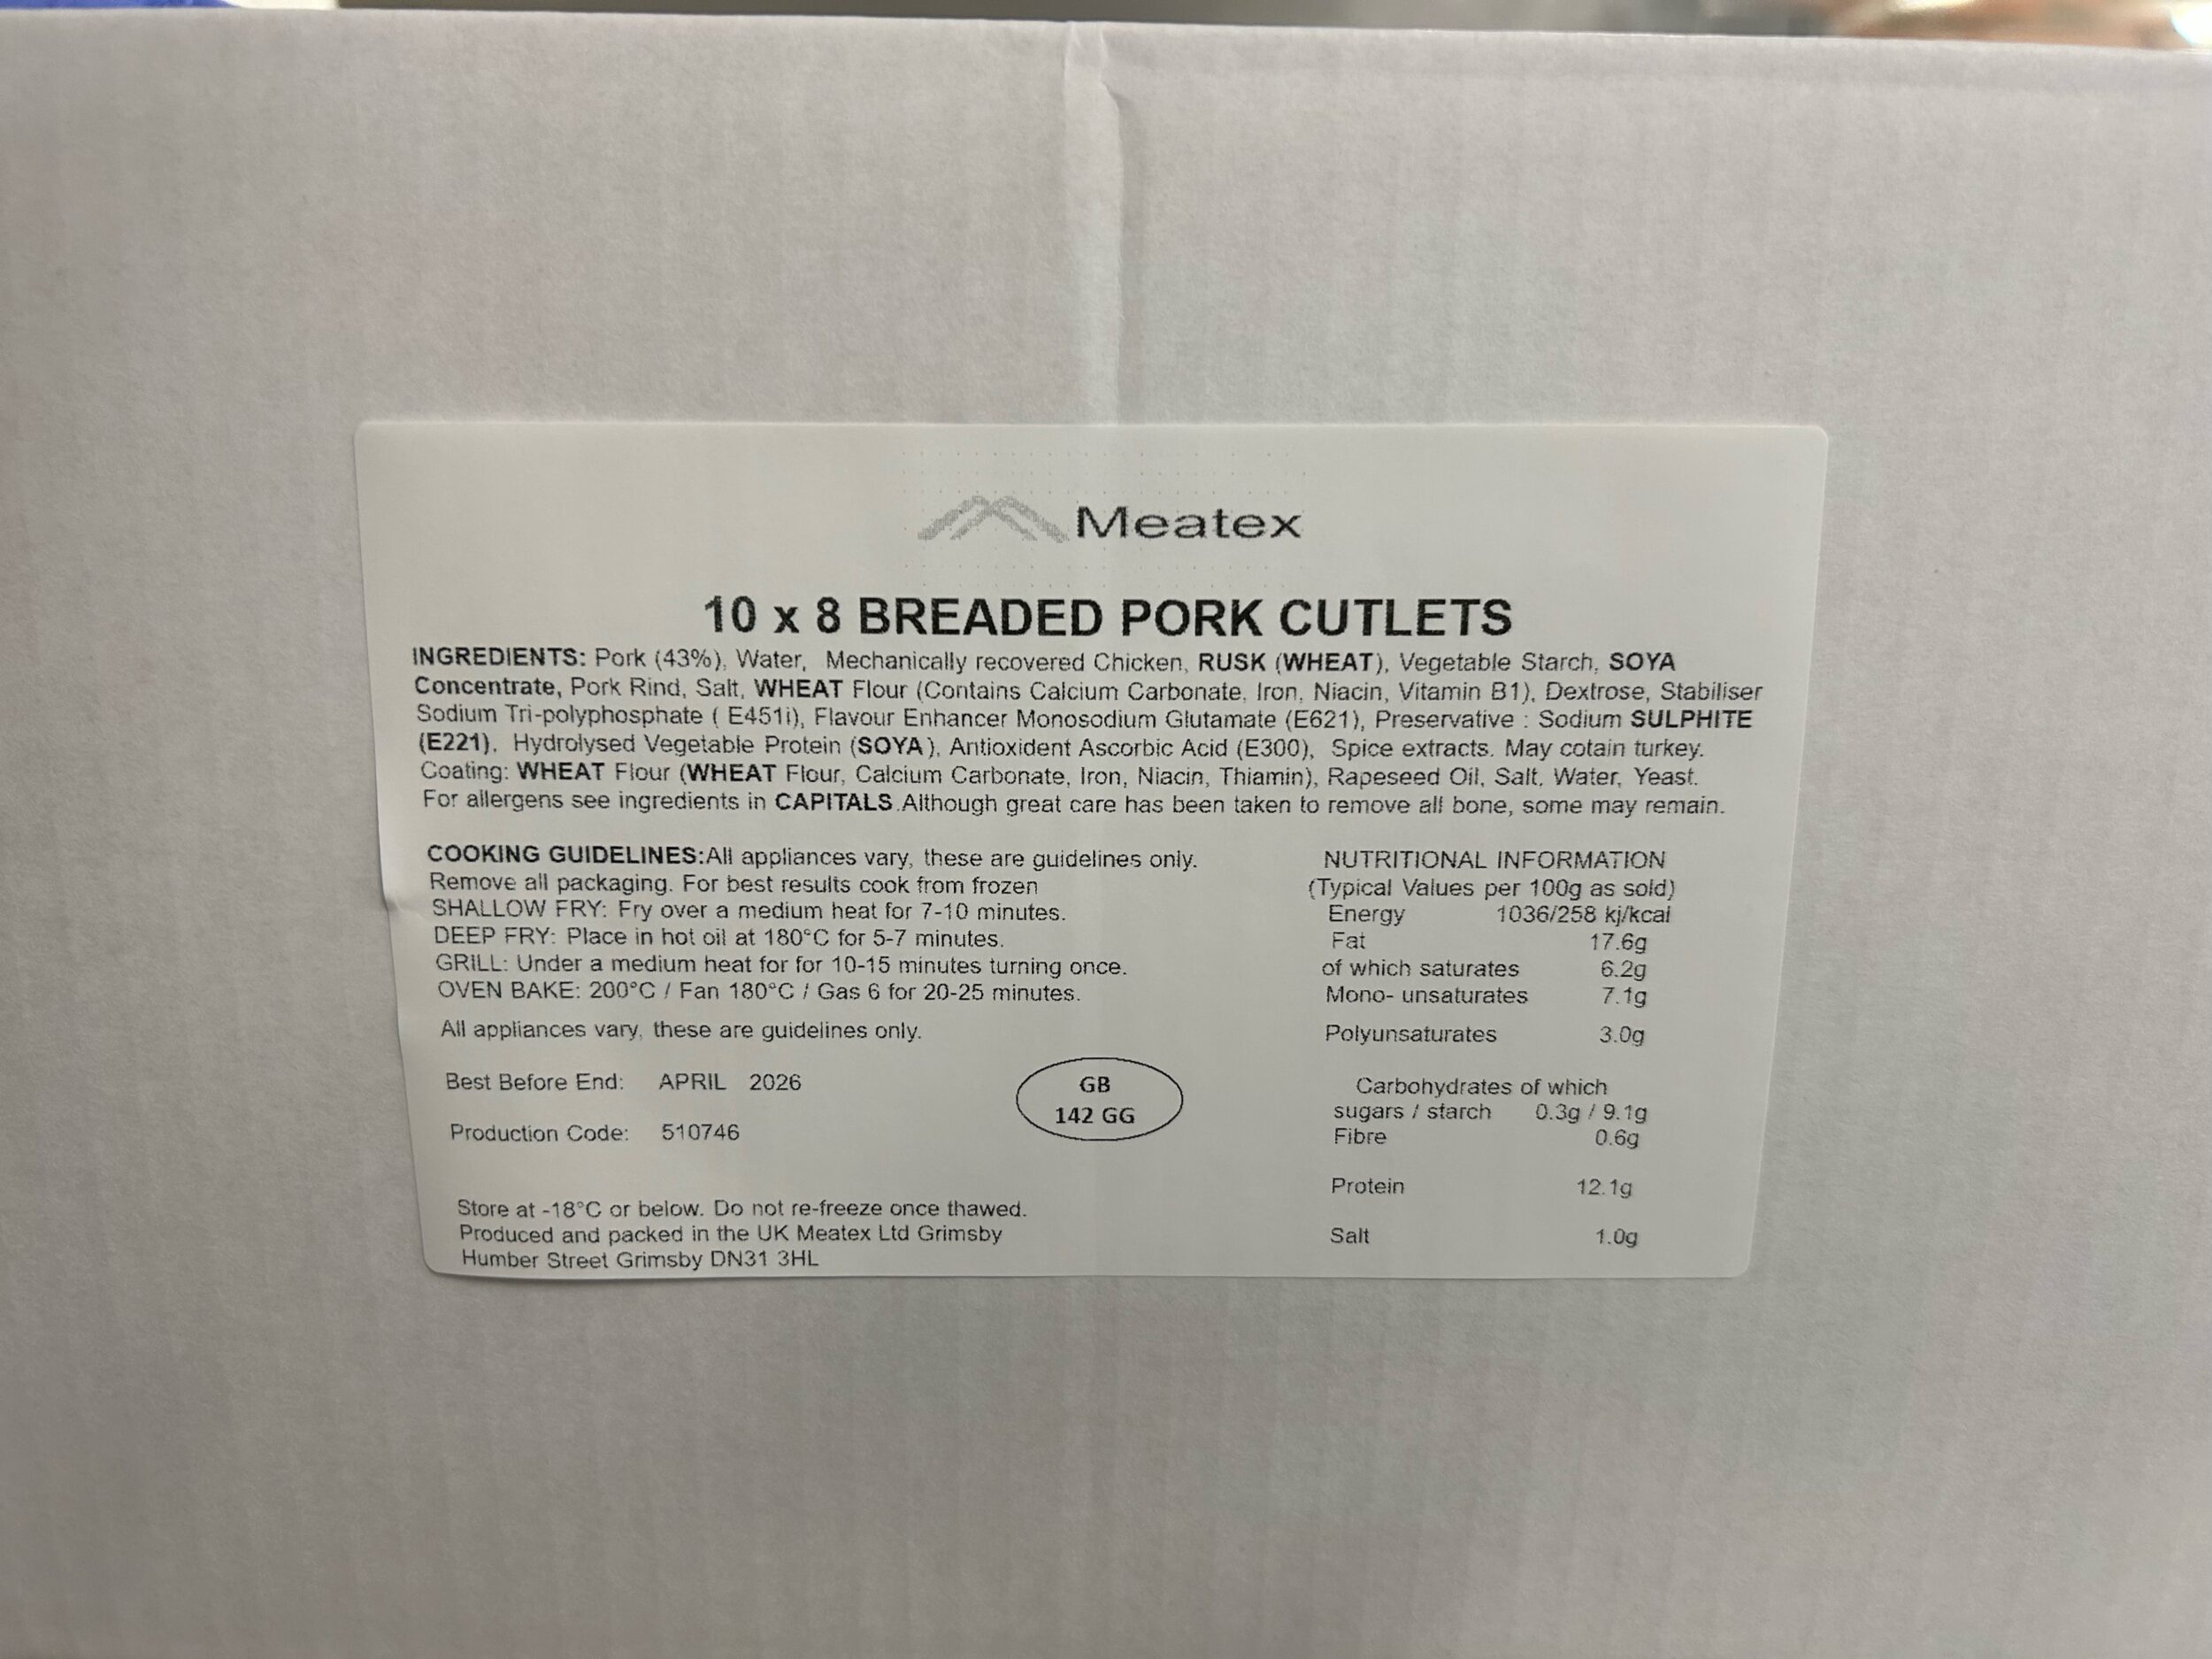 Meatex
10 x 8 BREADED PORK CUTLETS
INGREDIENTS: Pork (43%), Water, Mechanically recovered Chicken, RUSK (WHEAT), Vegetable Starch, SOYA
Concentrate, Pork Rind, Salt, WHEAT Flour (Contains Calcium Carbonate, Iron, Niacin, Vitamin B1), Dextrose, Stabiliser
Sodium Tri-polyphosphate ( E451i), Flavour Enhancer Monosodium Glutamate (E621), Preservative : Sodium SULPHITE
(E221), Hydrolysed Vegetable Protein (SOYA), Antioxident Ascorbic Acid (E300), Spice extracts. May cotain turkey.
Coating: WHEAT Flour (WHEAT Flour, Calcium Carbonate, Iron, Niacin, Thiamin), Rapeseed Oil, Salt, Water, Yeast.
For allergens see ingredients in CAPITALS.Although great care has been taken to remove all bone, some may remain.
COOKING GUIDELINES:All appliances vary, these are guidelines only.
Remove all packaging. For best results cook from frozen
SHALLOW FRY: Fry over a medium heat for 7-10 minutes.
DEEP FRY: Place in hot oil at 180°C for 5-7 minutes.
GRILL: Under a medium heat for for 10-15 minutes turning once.
OVEN BAKE: 200°C / Fan 180°C / Gas 6 for 20-25 minutes.
All appliances vary, these are guidelines only.
Best Before End: APRIL 2026
Production Code: 510746
GB
142 GG
Store at -18°C or below. Do not re-freeze once thawed.
Produced and packed in the UK Meatex Ltd Grimsby
Humber Street Grimsby DN31 3HL
NUTRITIONAL INFORMATION
(Typical Values per 100g as sold)
Energy 1036/258 kj/kcal
Fat 17.6g
of which saturates 6.2g
Mono- unsaturates 7.1g
Polyunsaturates 3.0g
Carbohydrates of which
sugars / starch 0.3g / 9.1g
Fibre 0.6g
Protein 12.1g
Salt 1.0g